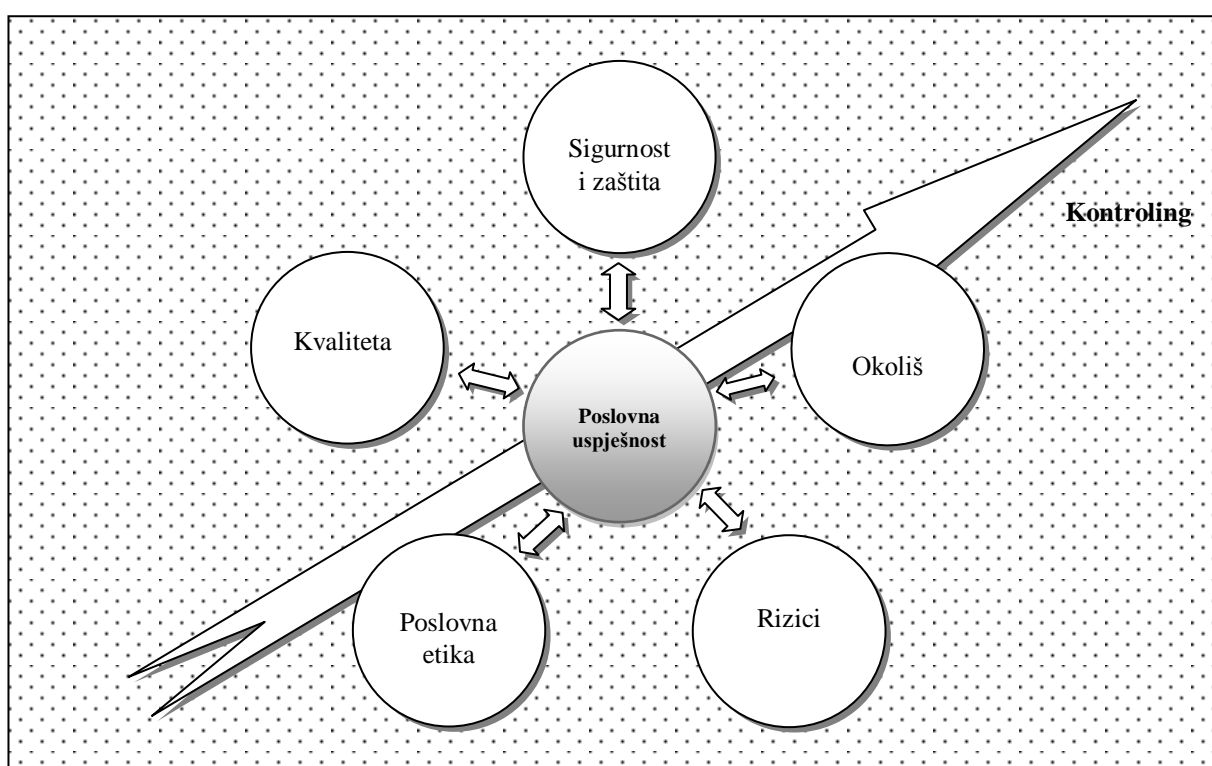 Sigurnost
i zaštita
Kontroling
Kvaliteta
Okoliš
Poslovna
uspješnost
Poslovna
etika
Rizici